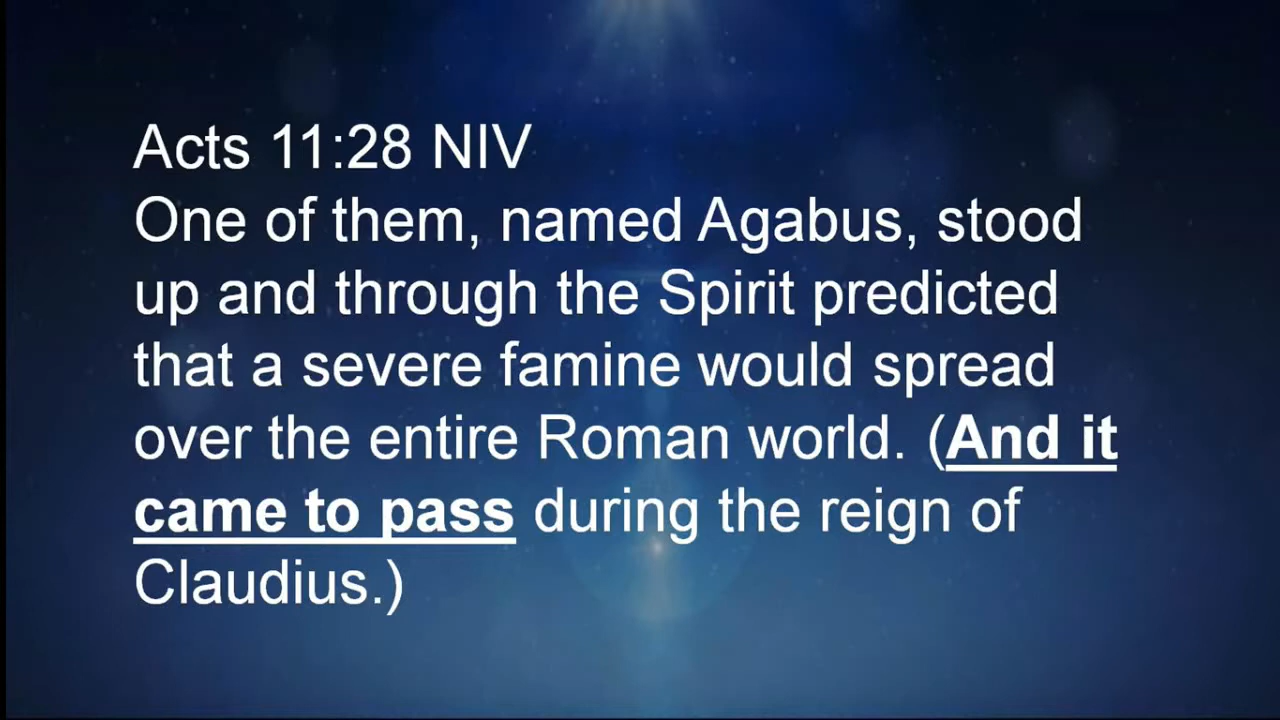 Acts 11:28 NIV
One of them, named Agabus, stood
up and through the Spirit predicted
that a severe famine would spread
over the entire Roman world. (And it
came to pass during the reign of
Claudius.)